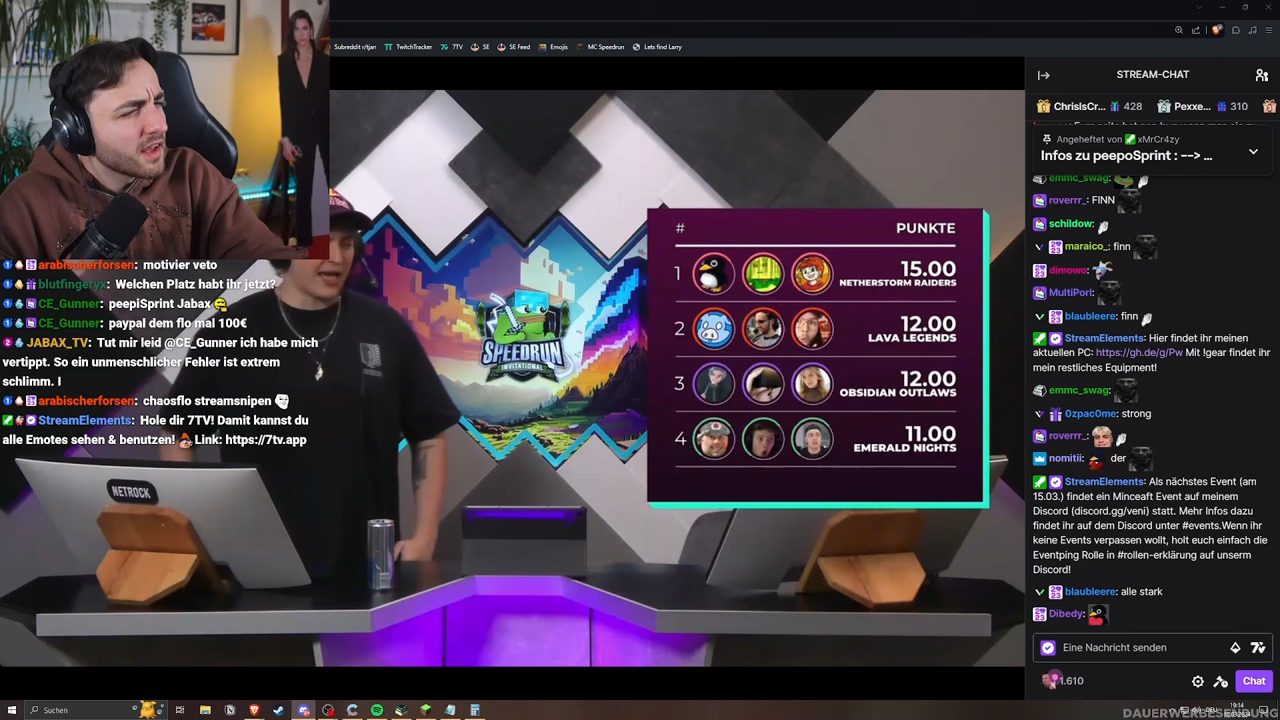 Subreddit r/tjan
TwitchTracker
7TV
SE
SE Feed
Emojis
MC Speedrun
Lets find Larry
arabischerforsen: motivier veto
blutfingeryx: Welchen Platz habt ihr jetzt?
CE_Gunner: peepiSprint Jabax
CE_Gunner: paypal dem flo mal 100€
JABAX_TV: Tut mir leid @CE_Gunner ich habe mich
vertippt. So ein unmenschlicher Fehler ist extrem
schlimm. I
arabischerforsen: chaosflo streamsnipen
StreamElements: Hole dir 7TV! Damit kannst du
alle Emotes sehen & benutzen! Link: https://7tv.app
NETROCK
SPEEDRUN
INVITATIONAL
# PUNKTE
1 15.00
NETHERSTORM RAIDERS
2 12.00
LAVA LEGENDS
3 12.00
OBSIDIAN OUTLAWS
4 11.00
EMERALD NIGHTS
STREAM-CHAT
ChrisIsCr... 428 Pexxe... 310
Angeheftet von xMrCr4zy
Infos zu peepoSprint : --> ...
emmc_swag:
roverrr_: FINN
schildow:
maraico_: finn
dimowo:
MultiPorl:
blaubleere: finn
StreamElements: Hier findet ihr meinen
aktuellen PC: https://gh.de/g/Pw Mit !gear findet ihr
mein restliches Equipment!
emmc_swag:
0zpac0me: strong
roverrr_:
nomitii: der
StreamElements: Als nächstes Event (am
15.03.) findet ein Minceaft Event auf meinem
Discord (discord.gg/veni) statt. Mehr Infos dazu
findet ihr auf dem Discord unter #events.Wenn ihr
keine Events verpassen wollt, holt euch einfach die
Eventping Rolle in #rollen-erklärung auf unserm
Discord!
blaubleere: alle stark
Dibedy:
Eine Nachricht senden
1.610
Chat
Suchen
19:14
DAUERWERBESENDUNG